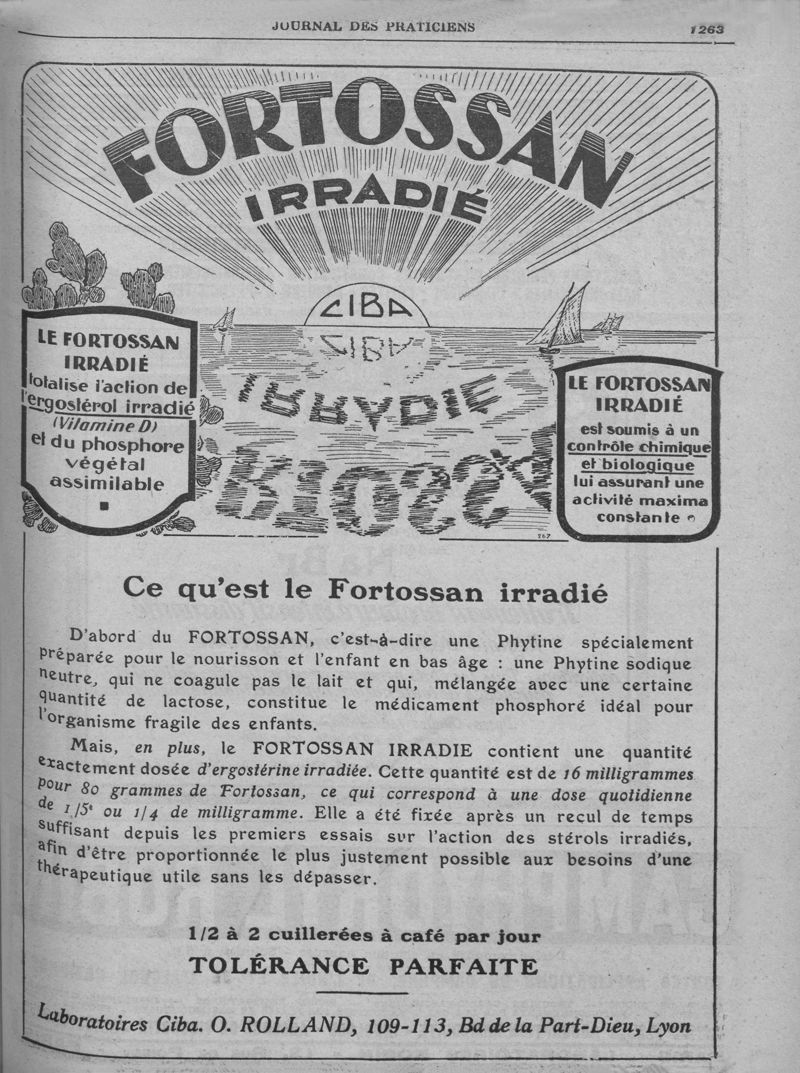 JOURNAL DES PRATICIENS
1263
FORTOSSAN
IRRADIÉ
CIBA
CIBA
IRRADIE
LE FORTOSSAN
IRRADIÉ
totalise l'action de
l'ergostérol irradié
(Vitamine D)
et du phosphore
végétal
assimilable
LE FORTOSSAN
IRRADIÉ
est soumis à un
contrôle chimique
et biologique
lui assurant une
activité maxima
constante
267
Ce qu'est le Fortossan irradié
D'abord du FORTOSSAN, c'est-à-dire une Phytine spécialement
préparée pour le nourisson et l'enfant en bas âge : une Phytine sodique
neutre, qui ne coagule pas le lait et qui, mélangée avec une certaine
quantité de lactose, constitue le médicament phosphoré idéal pour
l'organisme fragile des enfants.
Mais, en plus, le FORTOSSAN IRRADIE contient une quantité
exactement dosée d'ergostérine irradiée. Cette quantité est de 16 milligrammes
pour 80 grammes de Fortossan, ce qui correspond à une dose quotidienne
de 1/5e ou 1/4 de milligramme. Elle a été fixée après un recul de temps
suffisant depuis les premiers essais sur l'action des stérols irradiés,
afin d'être proportionnée le plus justement possible aux besoins d'une
thérapeutique utile sans les dépasser.
1/2 à 2 cuillerées à café par jour
TOLÉRANCE PARFAITE
Laboratoires Ciba. O. ROLLAND, 109-113, Bd de la Part-Dieu, Lyon